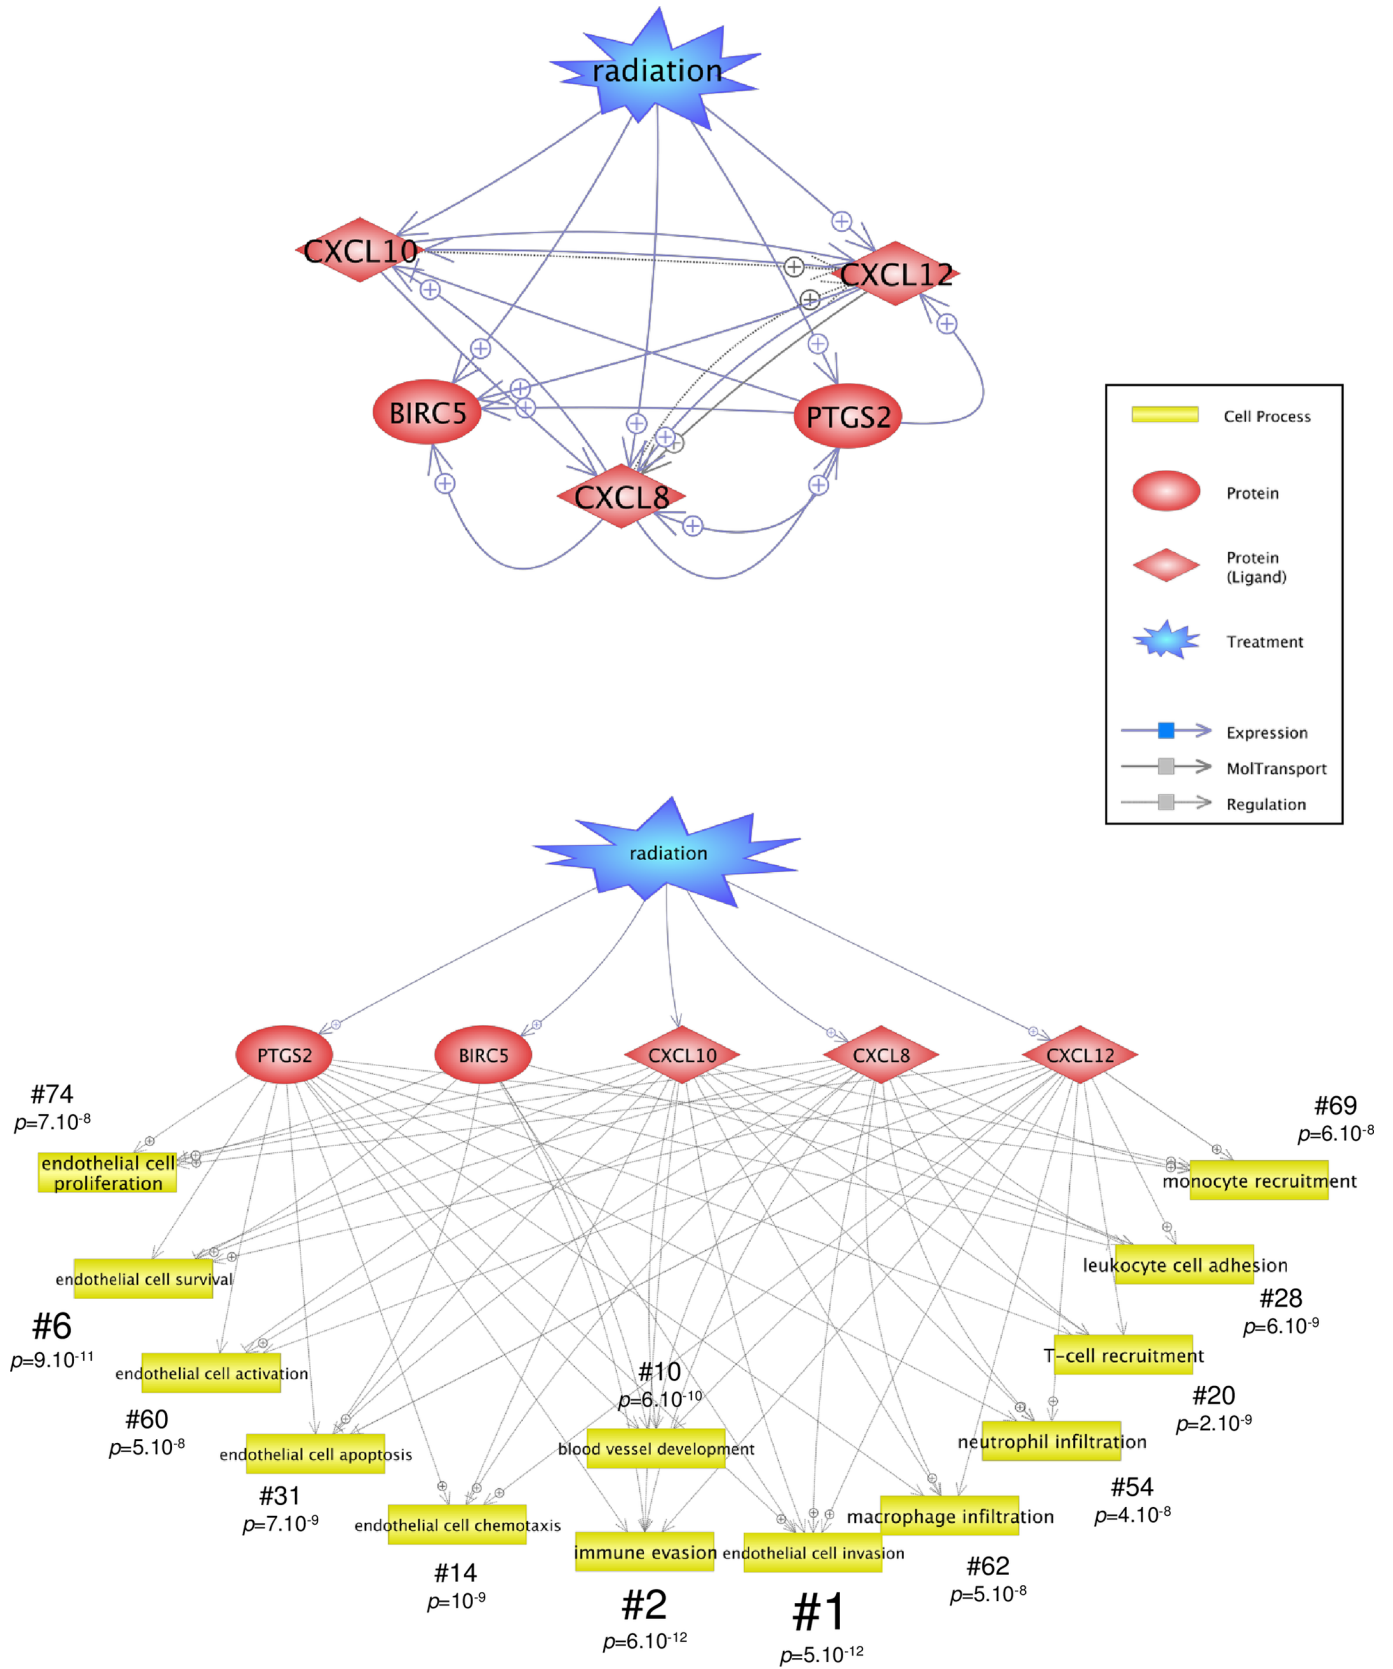 radiation
CXCL10
CXCL12
BIRC5
PTGS2
CXCL8
Cell Process
Protein
Protein
(Ligand)
Treatment
Expression
MolTransport
Regulation
radiation
PTGS2
BIRC5
CXCL10
CXCL8
CXCL12
#74
p=7.10-8
#69
p=6.10-8
endothelial cell
proliferation
monocyte recruitment
endothelial cell survival
leukocyte cell adhesion
#6
p=9.10-11
#28
p=6.10-9
endothelial cell activation
T-cell recruitment
#10
p=6.10-10
#60
p=5.10-8
#20
p=2.10-9
endothelial cell apoptosis
blood vessel development
neutrophil infiltration
#31
p=7.10-9
#54
p=4.10-8
endothelial cell chemotaxis
macrophage infiltration
immune evasion
endothelial cell invasion
#14
p=10-9
#62
p=5.10-8
#2
p=6.10-12
#1
p=5.10-12